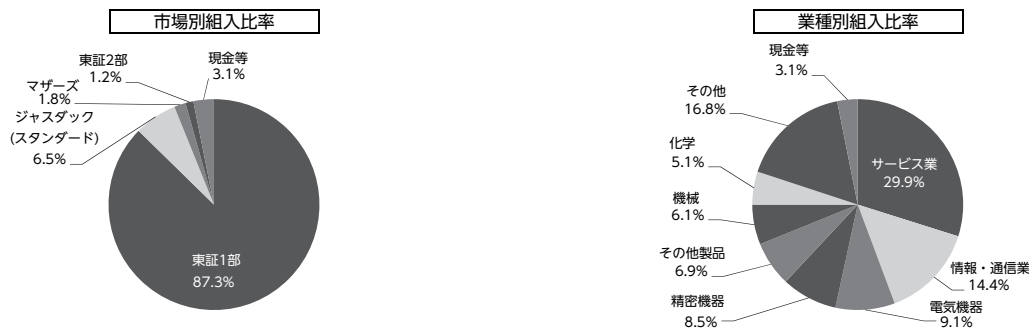 市場別組入比率
現金等
3.1%
東証2部
1.2%
マザーズ
1.8%
ジャスダック
(スタンダード)
6.5%
東証1部
87.3%
業種別組入比率
現金等
3.1%
その他
16.8%
化学
5.1%
機械
6.1%
その他製品
6.9%
精密機器
8.5%
電気機器
9.1%
情報・通信業
14.4%
サービス業
29.9%